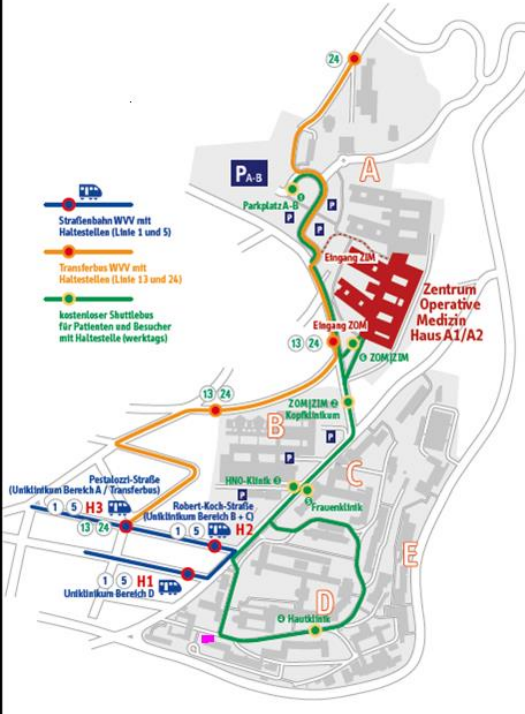 24
A
PA-B
Parkplatz A-B
P
P
P
Straßenbahn WVV mit
Haltestellen (Linie 1 und 5)
Transferbus WVV mit
Haltestellen (Linie 13 und 24)
kostenloser Shuttlebus
für Patienten und Besucher
mit Haltestelle (werktags)
Eingang ZIM
Zentrum
Operative
Medizin
Haus A1/A2
Eingang ZOM
13 24
ZOM|ZIM
13 24
ZOM|ZIM
Kopfklinikum
B
P
P
C
HNO-Klinik
P
Frauenklinik
Pestalozzi-Straße
(Uniklinikum Bereich A / Transferbus)
1 5 H3
13 24
Robert-Koch-Straße
(Uniklinikum Bereich B + C)
1 5 H2
E
1 5 H1
Uniklinikum Bereich D
D
Hautklinik